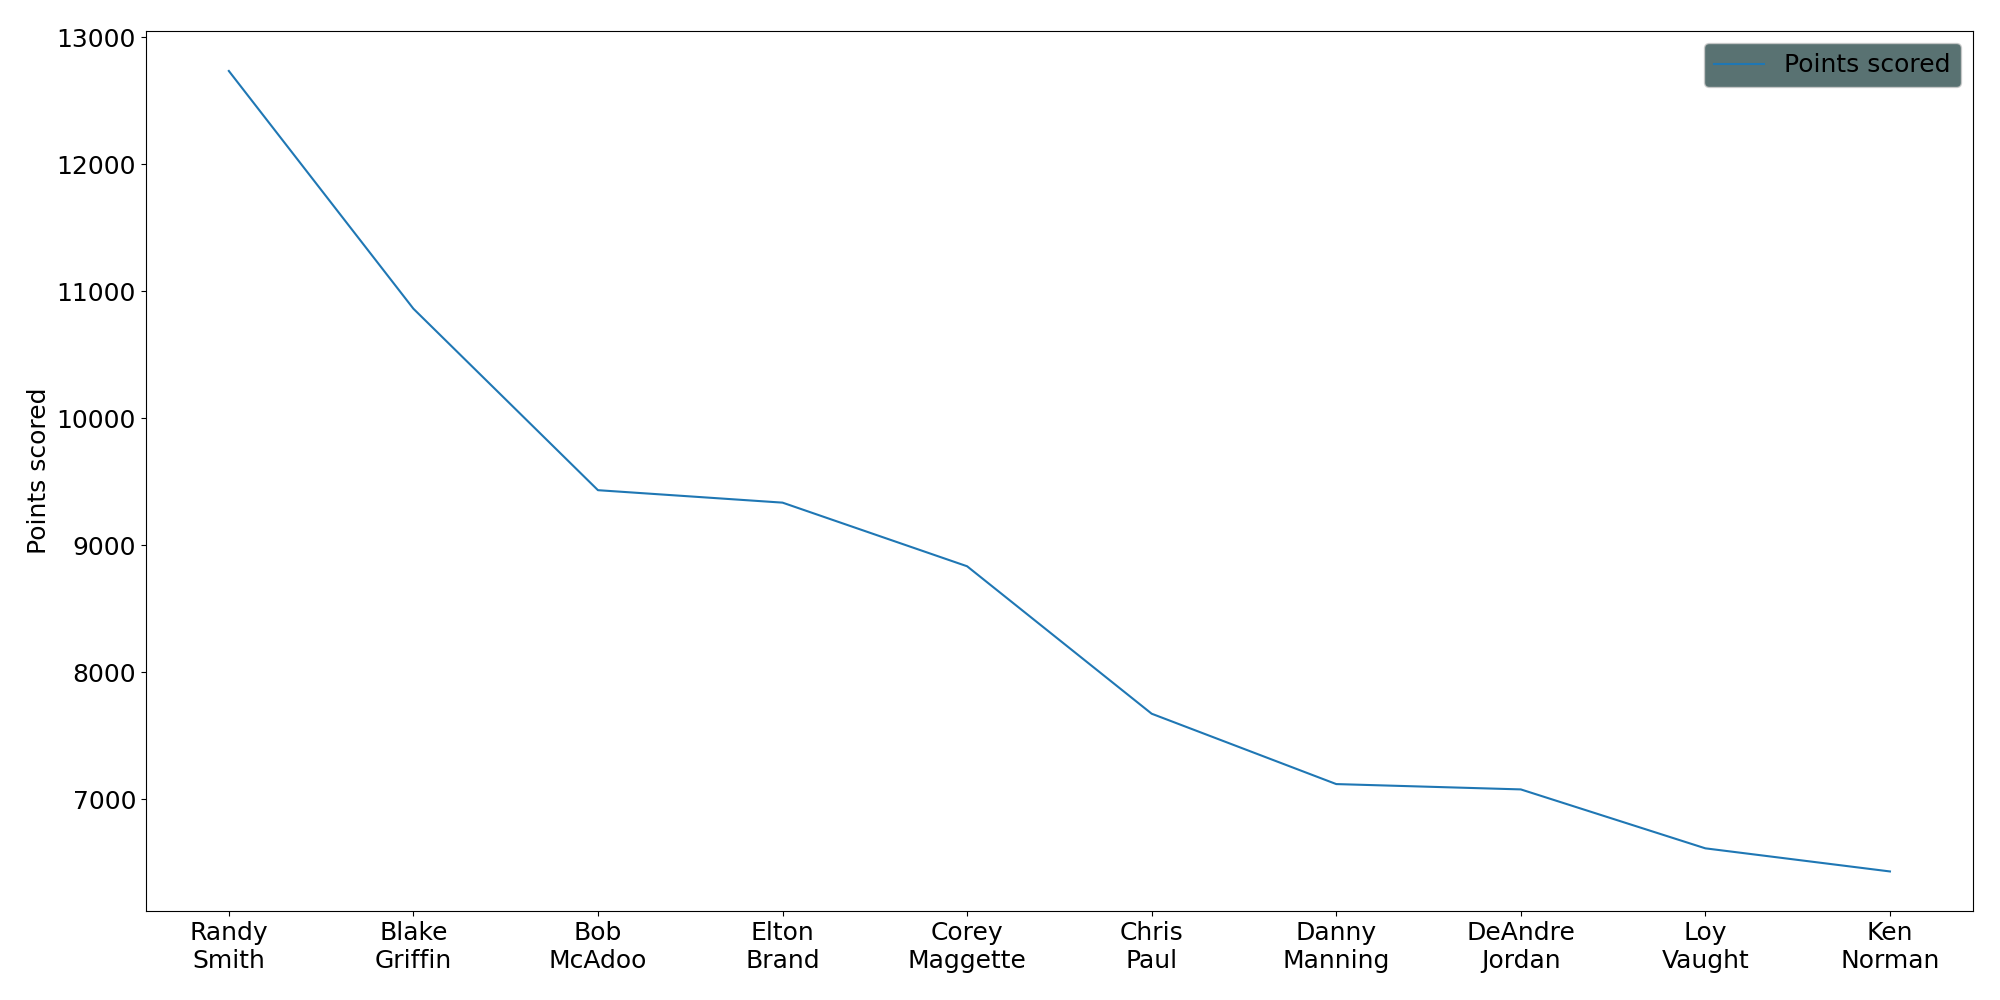 13000
12000
11000
10000
9000
8000
7000
Points scored
Points scored
Randy
Smith
Blake
Griffin
Bob
McAdoo
Elton
Brand
Corey
Maggette
Chris
Paul
Danny
Manning
DeAndre
Jordan
Loy
Vaught
Ken
Norman